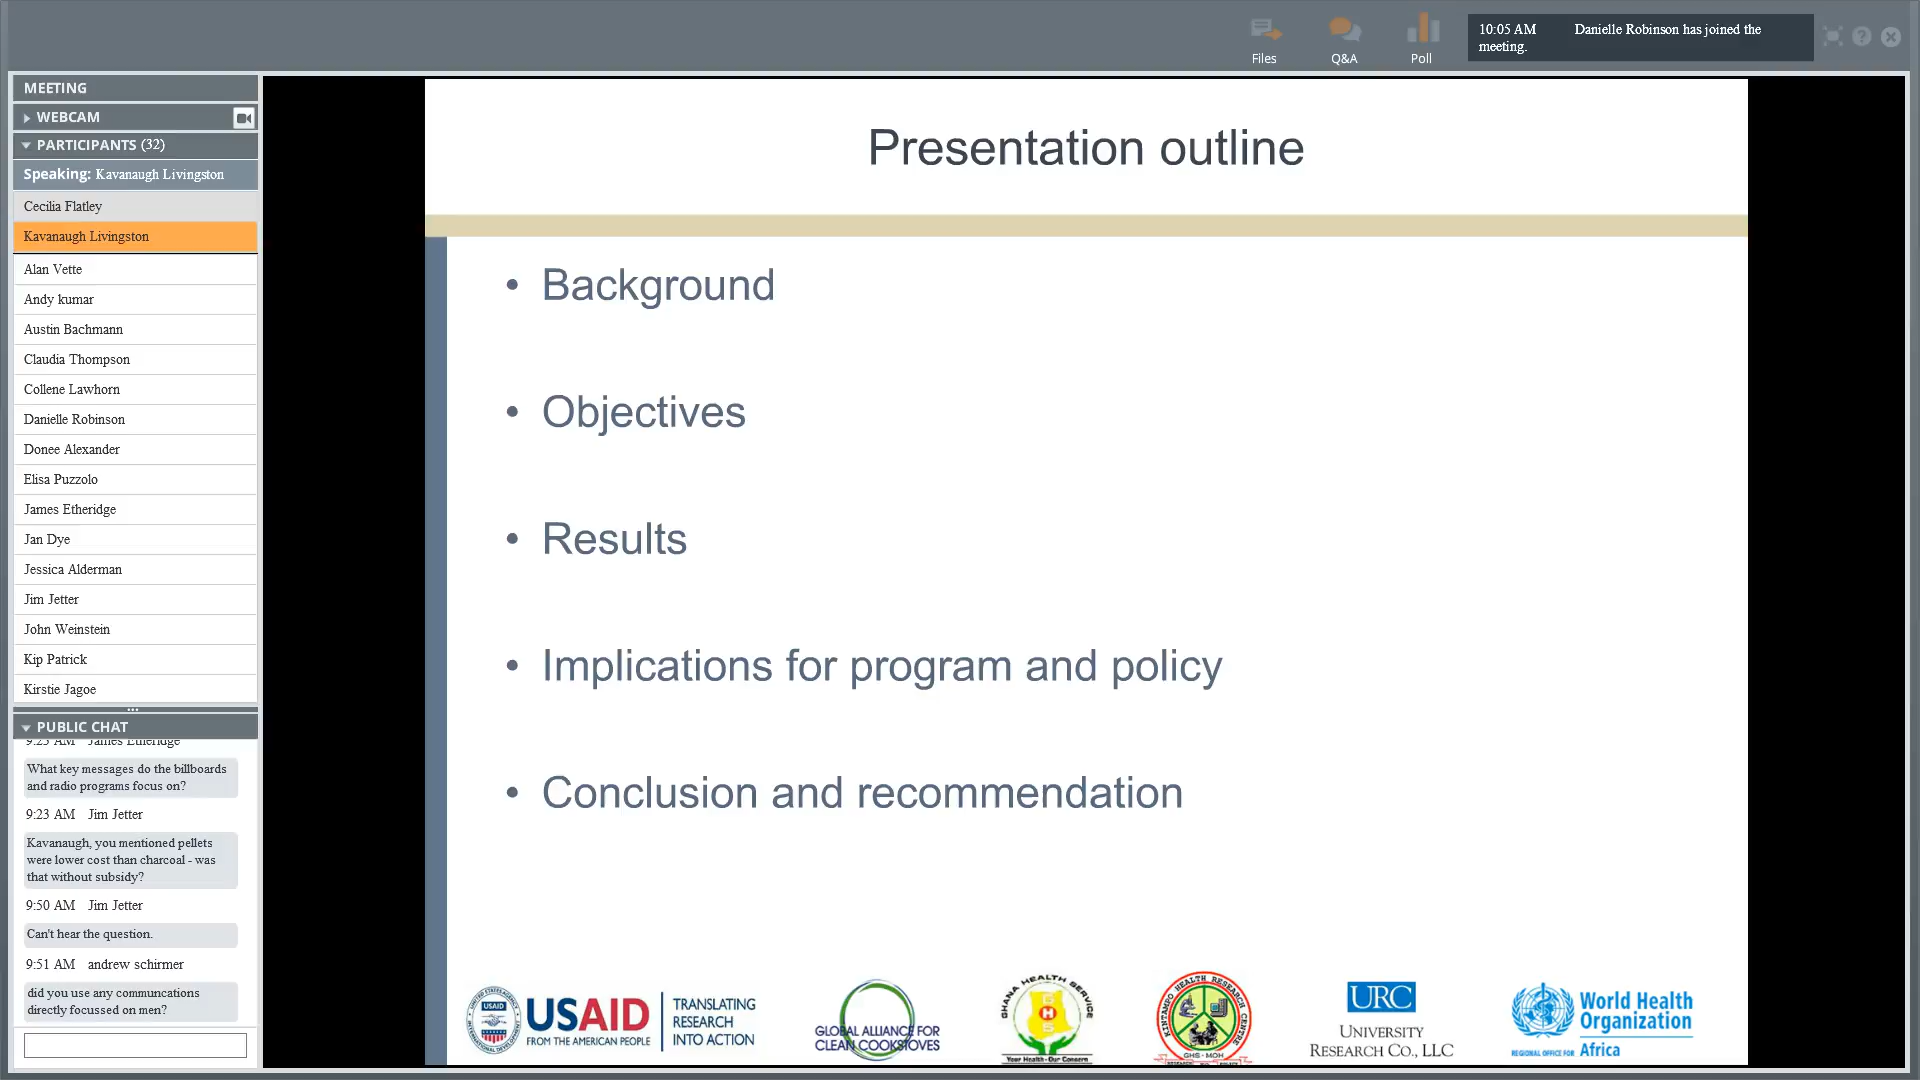 Files
Q&A
Poll
10:05 AM Danielle Robinson has joined the
meeting.
MEETING
WEBCAM
PARTICIPANTS (32)
Speaking: Kavanaugh Livingston
Cecilia Flatley
Kavanaugh Livingston
Alan Vette
Andy kumar
Austin Bachmann
Claudia Thompson
Collene Lawhorn
Danielle Robinson
Donee Alexander
Elisa Puzzolo
James Etheridge
Jan Dye
Jessica Alderman
Jim Jetter
John Weinstein
Kip Patrick
Kirstie Jagoe
PUBLIC CHAT
9:23 AM James Etheridge
What key messages do the billboards
and radio programs focus on?
9:23 AM Jim Jetter
Kavanaugh, you mentioned pellets
were lower cost than charcoal - was
that without subsidy?
9:50 AM Jim Jetter
Can't hear the question.
9:51 AM andrew schirmer
did you use any communcations
directly focussed on men?
Presentation outline
• Background
• Objectives
• Results
• Implications for program and policy
• Conclusion and recommendation
USAID
USAID
FROM THE AMERICAN PEOPLE
TRANSLATING
RESEARCH
INTO ACTION
GLOBAL ALLIANCE FOR
CLEAN COOKSTOVES
GHANA HEALTH SERVICE
Your Health - Our Concern
KINTAMPO HEALTH RESEARCH CENTRE
GHS - MOH
URC
UNIVERSITY
RESEARCH CO., LLC
World Health
Organization
REGIONAL OFFICE FOR Africa